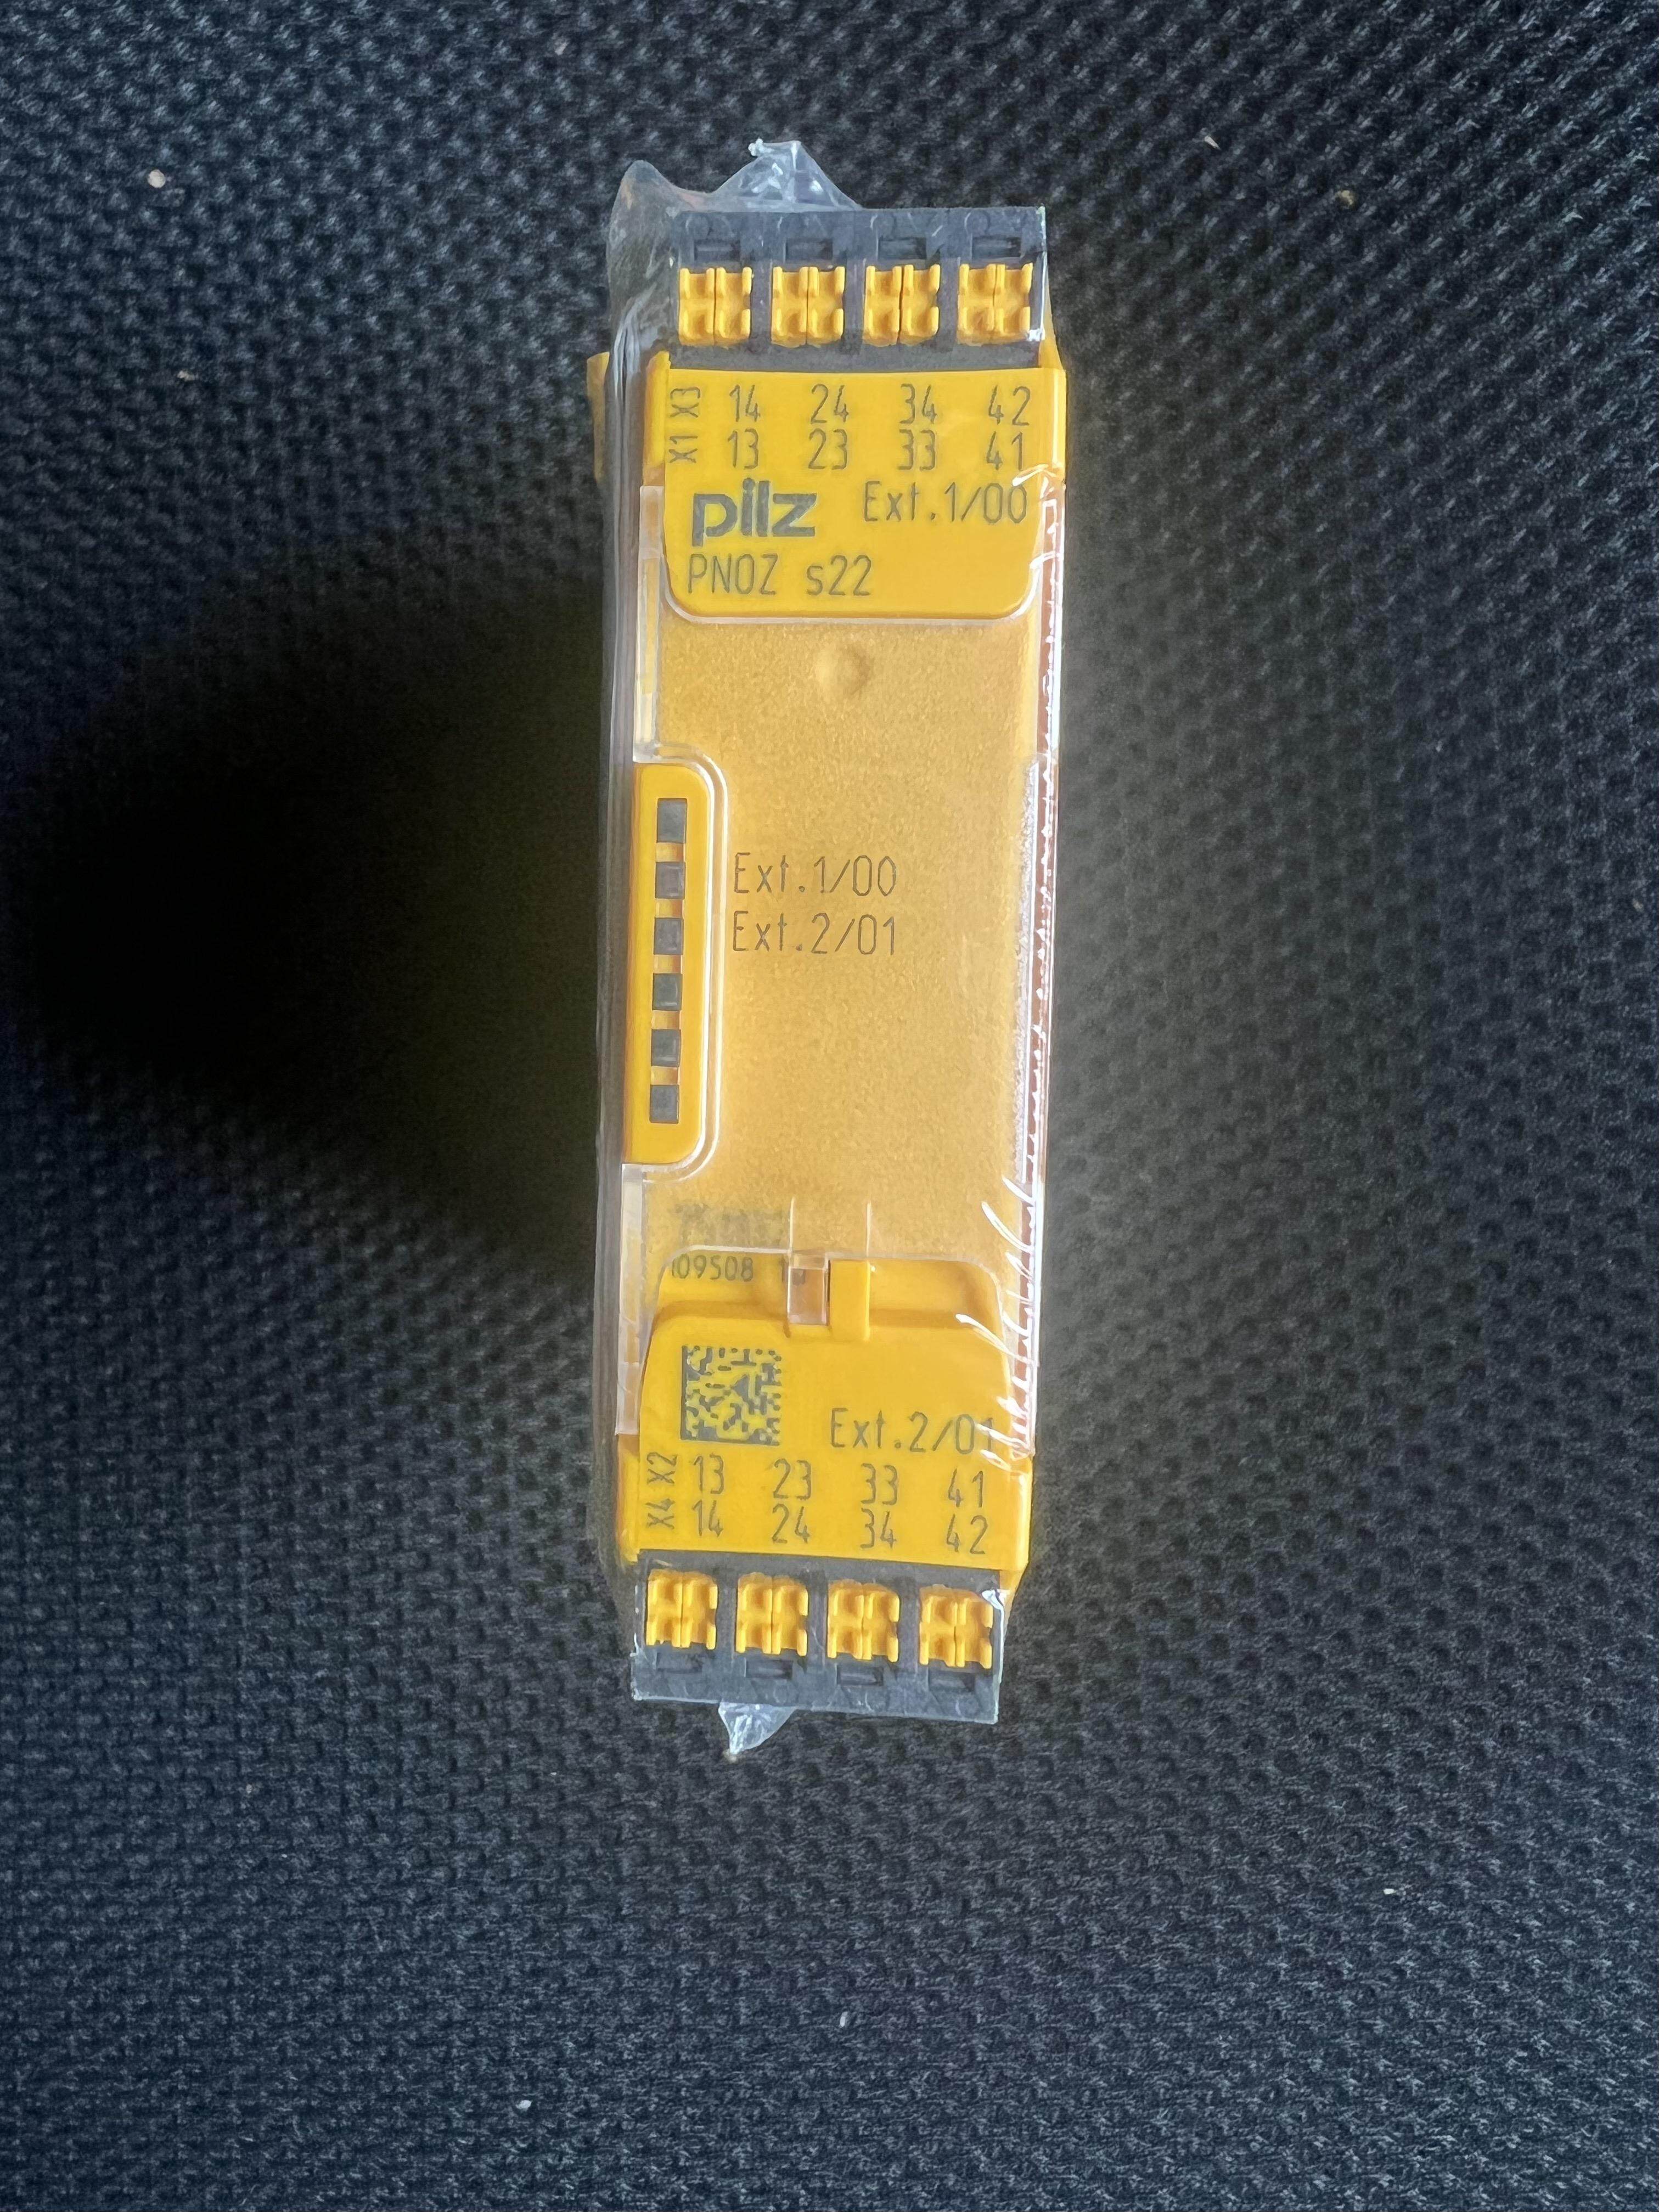 X3 14 24 34 42
X1 13 23 33 41
pilz Ext.1/00
PNOZ s22
Ext.1/00
Ext.2/01
109508
Ext.2/01
X2 13 23 33 41
X4 14 24 34 42